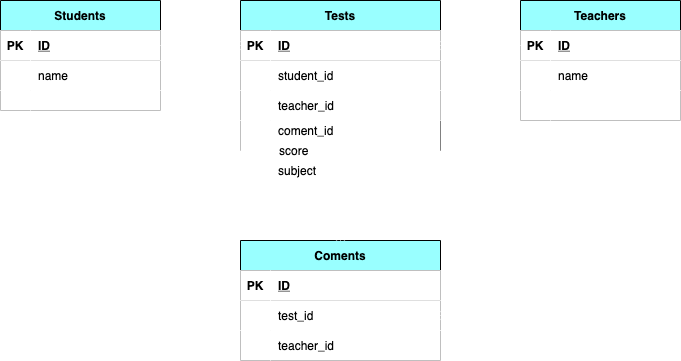 Students
PK ID
name
Tests
PK ID
student_id
teacher_id
coment_id
score
subject
Teachers
PK ID
name
Coments
PK ID
test_id
teacher_id